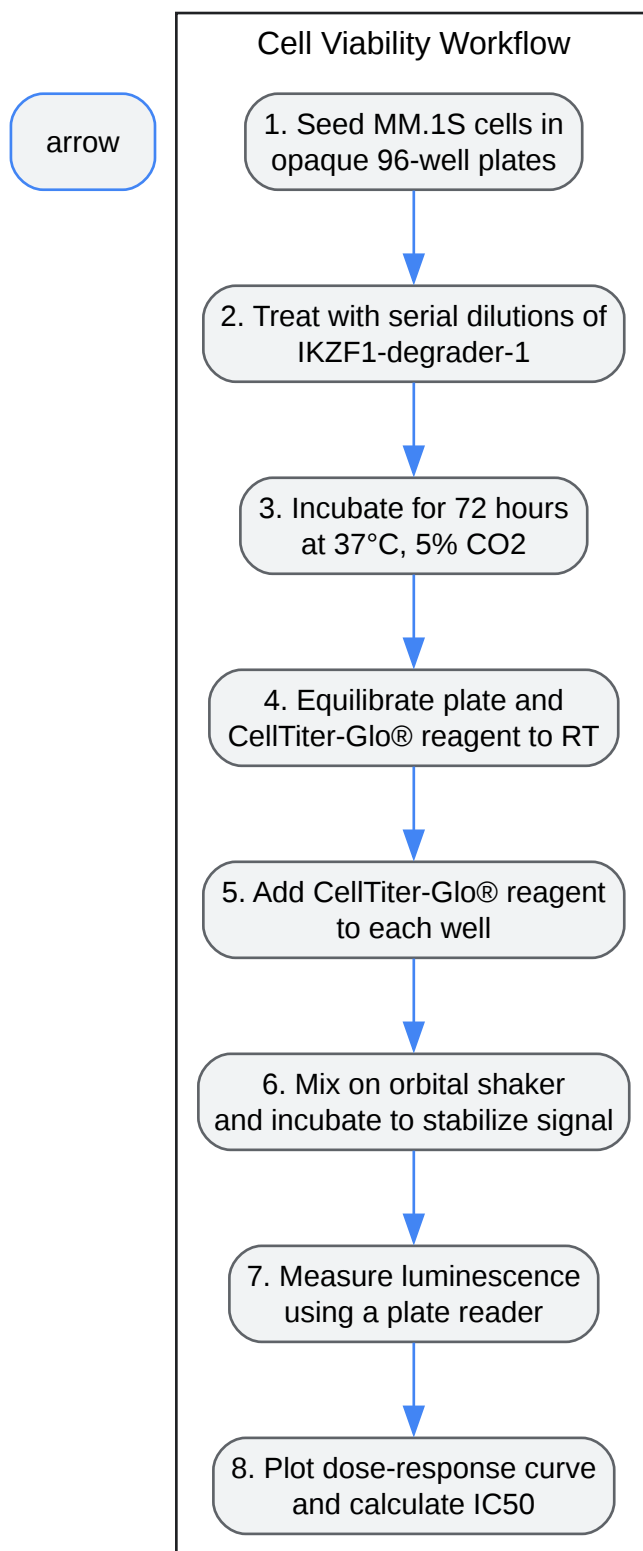 Cell Viability Workflow
arrow
1. Seed MM.1S cells in
opaque 96-well plates
2. Treat with serial dilutions of
IKZF1-degrader-1
3. Incubate for 72 hours
at 37°C, 5% CO2
4. Equilibrate plate and
CellTiter-Glo® reagent to RT
5. Add CellTiter-Glo® reagent
to each well
6. Mix on orbital shaker
and incubate to stabilize signal
7. Measure luminescence
using a plate reader
8. Plot dose-response curve
and calculate IC50